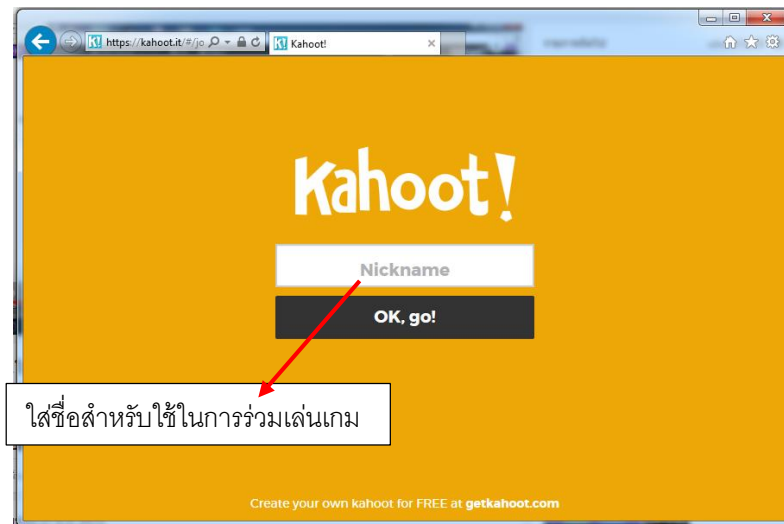 https://kahoot.it/#/jo
Kahoot!
Kahoot!
Nickname
OK, go!
ใส่ชื่อสำหรับใช้ในการร่วมเล่นเกม
Create your own kahoot for FREE at getkahoot.com